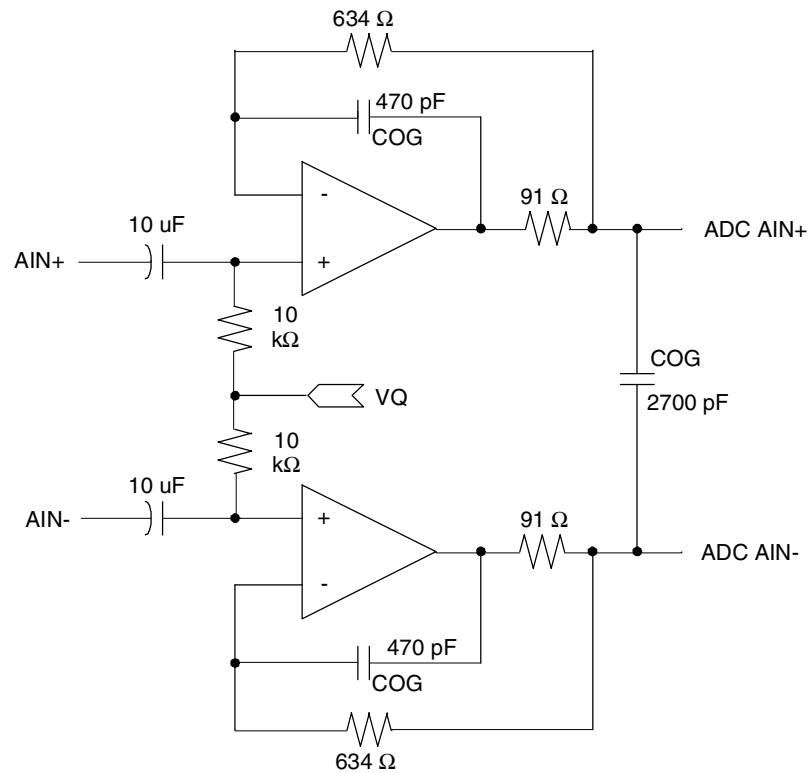 634 Ω
470 pF
COG
-
91 Ω
10 uF
ADC AIN+
AIN+
+
10
kΩ
COG
VQ
2700 pF
10
kΩ
10 uF
91 Ω
AIN-
+
ADC AIN-
-
470 pF
COG
634 Ω